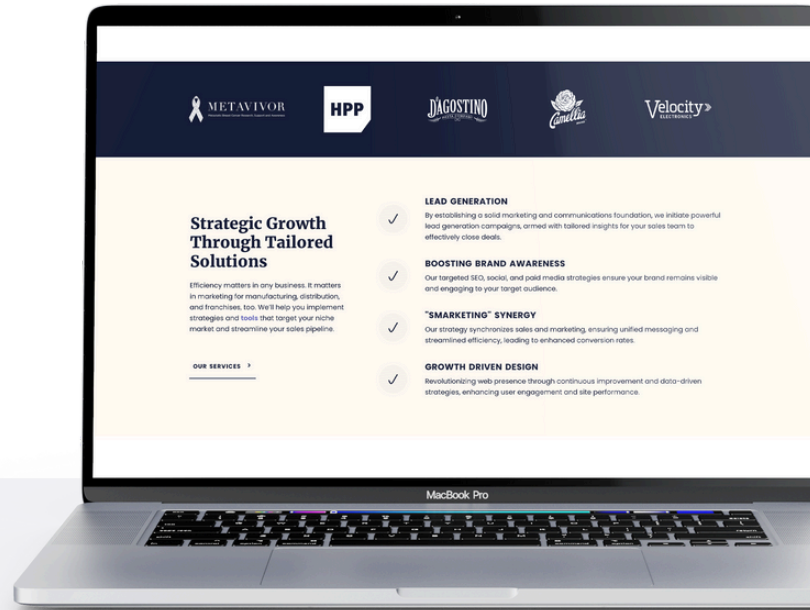 METAVIVOR
HPP
D'AGOSTINO
Camellia
Velocity
ELECTRONICS
Strategic Growth
Through Tailored
Solutions
Efficiency matters in any business. It matters
in marketing for manufacturing, distribution,
and franchises, too. We'll help you implement
strategies and tools that target your niche
market and streamline your sales pipeline.
OUR SERVICES
LEAD GENERATION
By establishing a solid marketing and communications foundation, we initiate powerful
lead generation campaigns, armed with tailored insights for your sales team to
effectively close deals.
BOOSTING BRAND AWARENESS
Our targeted SEO, social, and paid media strategies ensure your brand remains visible
and engaging to your target audience.
"SMARKETING" SYNERGY
Our strategy synchronizes sales and marketing, ensuring unified messaging and
streamlined efficiency, leading to enhanced conversion rates.
GROWTH DRIVEN DESIGN
Revolutionizing web presence through continuous improvement and data-driven
strategies, enhancing user engagement and site performance.
MacBook Pro